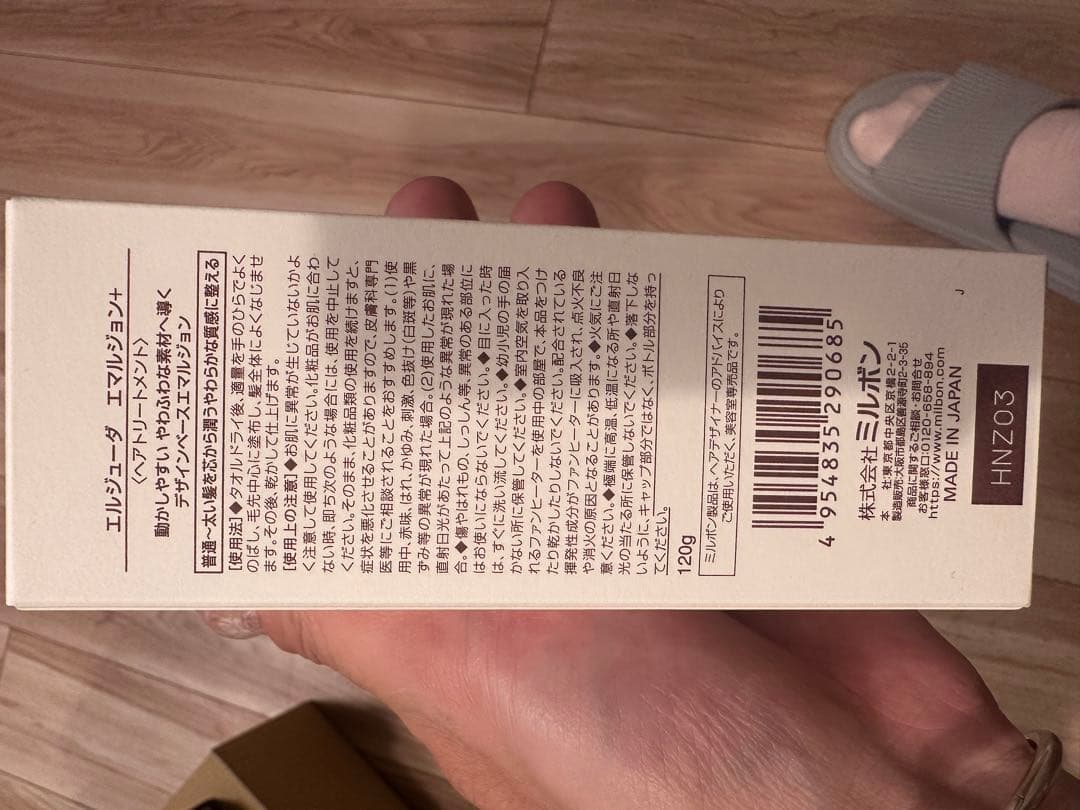 エルジューダ エマルジョン+
〈ヘアトリートメント〉
動かしやすい やわふわな素材へ導く
デザインベースエマルジョン
普通~太い髪を芯から潤うやわらかな質感に整える
【使用法】◆タオルドライ後、適量を手のひらでよく
のばし、毛先中心に塗布し、髪全体によくなじませ
ます。その後、乾かして仕上げます。
【使用上の注意】◆お肌に異常が生じていないかよ
く注意して使用してください。化粧品がお肌に合わ
ない時、即ち次のような場合には、使用を中止して
ください。そのまま、化粧品類の使用を続けますと、
症状を悪化させることがありますので、皮膚科専門
医等にご相談されることをおすすめします。(1)使
用中、赤味、はれ、かゆみ、刺激、色抜け(白斑等)や黒
ずみ等の異常が現れた場合。(2)使用したお肌に、
直射日光があたって上記のような異常が現れた場
合。◆傷やはれもの、しっしん等、異常のある部位に
はお使いにならないでください。◆目に入った時
は、すぐに洗い流してください。◆幼小児の手の届
かない所に保管してください。◆室内空気を取り入
れるファンヒーターを使用中の部屋で、本品をつけ
たり乾かしたりしないでください。配合されている
揮発性成分がファンヒーターに吸入され、点火不良
や消火の原因となることがあります。◆火気にご注
意ください。◆極端に高温、低温になる所や直射日
光の当たる所に保管しないでください。◆落下しな
いように、キャップ部分ではなく、ボトル部分を持っ
てください。
120g
ミルボン製品は、ヘアデザイナーのアドバイスにより
ご使用いただく、美容室専売品です。
4 954835 290685
株式会社 ミルボン
本 社:東京都中央区京橋2-2-1
製造販売:大阪市都島区善源寺町2-3-35
商品に関するご相談・お問合せ
お客様窓口:0120-658-894
https://www.milbon.com
MADE IN JAPAN
J
HNZ03